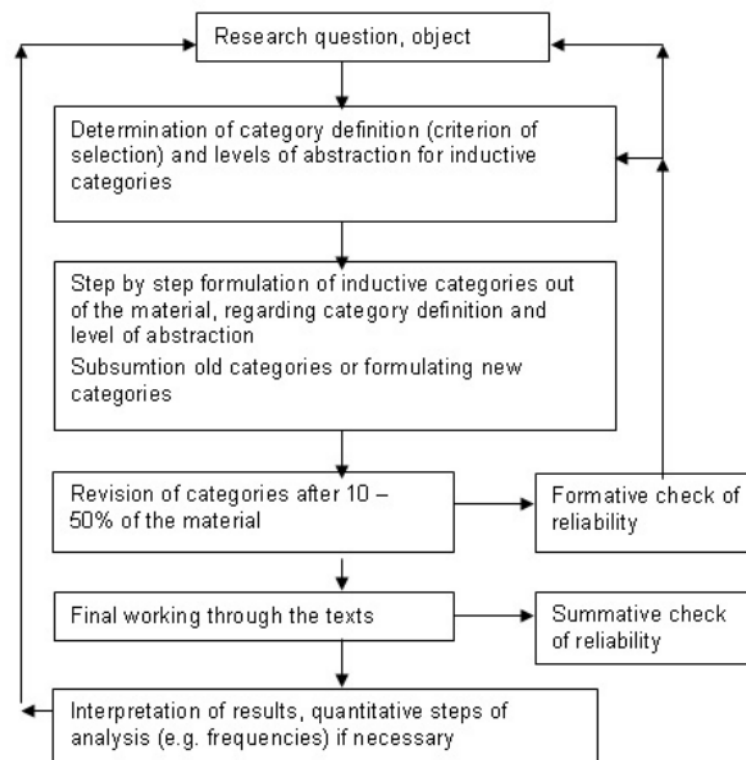 Research question, object
Determination of category definition (criterion of
selection) and levels of abstraction for inductive
categories
Step by step formulation of inductive categories out
of the material, regarding category definition and
level of abstraction
Subsumtion old categories or formulating new
categories
Revision of categories after 10 –
50% of the material
Formative check of
reliability
Final working through the texts
Summative check
of reliability
Interpretation of results, quantitative steps of
analysis (e.g. frequencies) if necessary